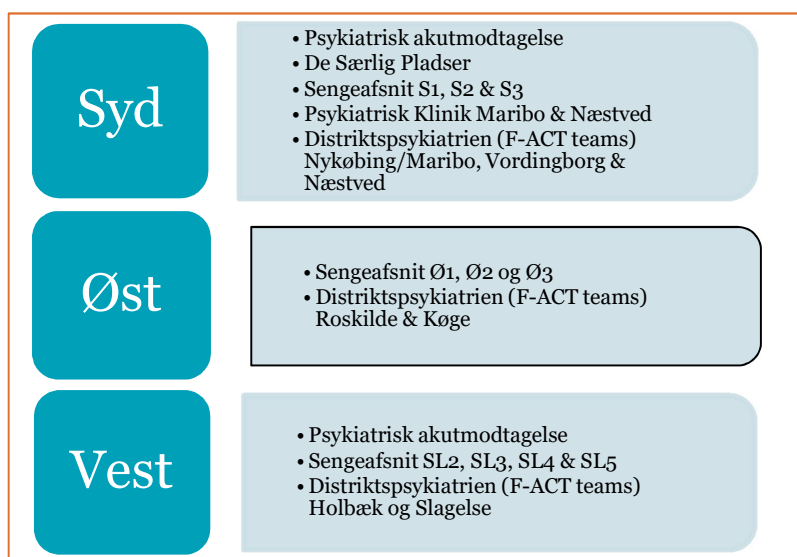 Syd
• Psykiatrisk akutmodtagelse
• De Særlig Pladser
• Sengeafsnit S1, S2 & S3
• Psykiatrisk Klinik Maribo & Næstved
• Distriktspsykiatrien (F-ACT teams)
Nykøbing/Maribo, Vordingborg &
Næstved
Øst
• Sengeafsnit Ø1, Ø2 og Ø3
• Distriktspsykiatrien (F-ACT teams)
Roskilde & Køge
Vest
• Psykiatrisk akutmodtagelse
• Sengeafsnit SL2, SL3, SL4 & SL5
• Distriktspsykiatrien (F-ACT teams)
Holbæk og Slagelse